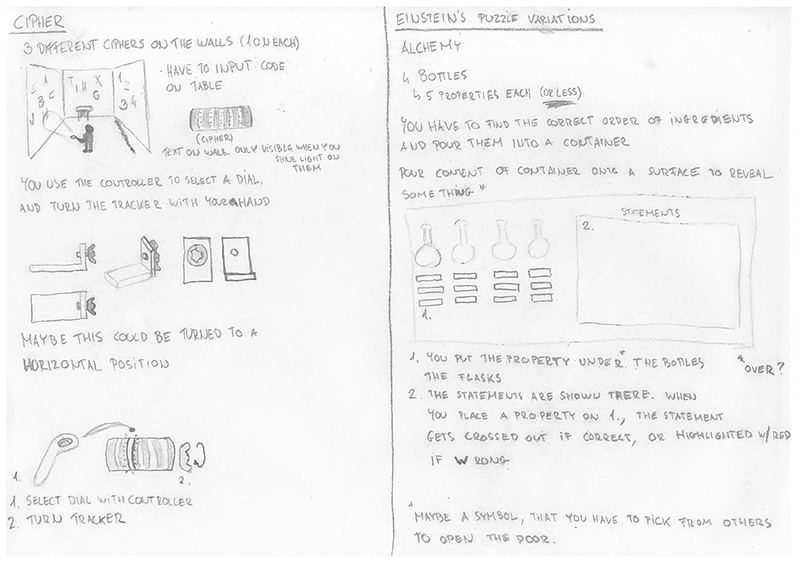 CIPHER
3 DIFFERENT CIPHERS ON THE WALLS (1 ON EACH)
· HAVE TO INPUT CODE
ON TABLE
(CIPHER)
TEXT ON WALL ONLY VISIBLE WHEN YOU
SHINE LIGHT ON
THEM
YOU USE THE CONTROLLER TO SELECT A DIAL,
AND TURN THE TRACKER WITH YOUR HAND
MAYBE THIS COULD BE TURNED TO A
HORIZONTAL POSITION
1.
2.
1. SELECT DIAL WITH CONTROLLER
2. TURN TRACKER
EINSTEIN'S PUZZLE VARIATIONS
ALCHEMY
4 BOTTLES
↳ 5 PROPERTIES EACH (OR LESS)
YOU HAVE TO FIND THE CORRECT ORDER OF INGREDIENTS
AND POUR THEM INTO A CONTAINER
POUR CONTENT OF CONTAINER ONTO A SURFACE TO REVEAL
SOMETHING *
STATEMENTS
2.
1.
1. YOU PUT THE PROPERTY UNDER* THE BOTTLES
THE FLASKS
* OVER?
2. THE STATEMENTS ARE SHOWN THERE. WHEN
YOU PLACE A PROPERTY ON 1., THE STATEMENT
GETS CROSSED OUT IF CORRECT, OR HIGHLIGHTED W/RED
IF WRONG
* MAYBE A SYMBOL, THAT YOU HAVE TO PICK FROM OTHERS
TO OPEN THE DOOR.